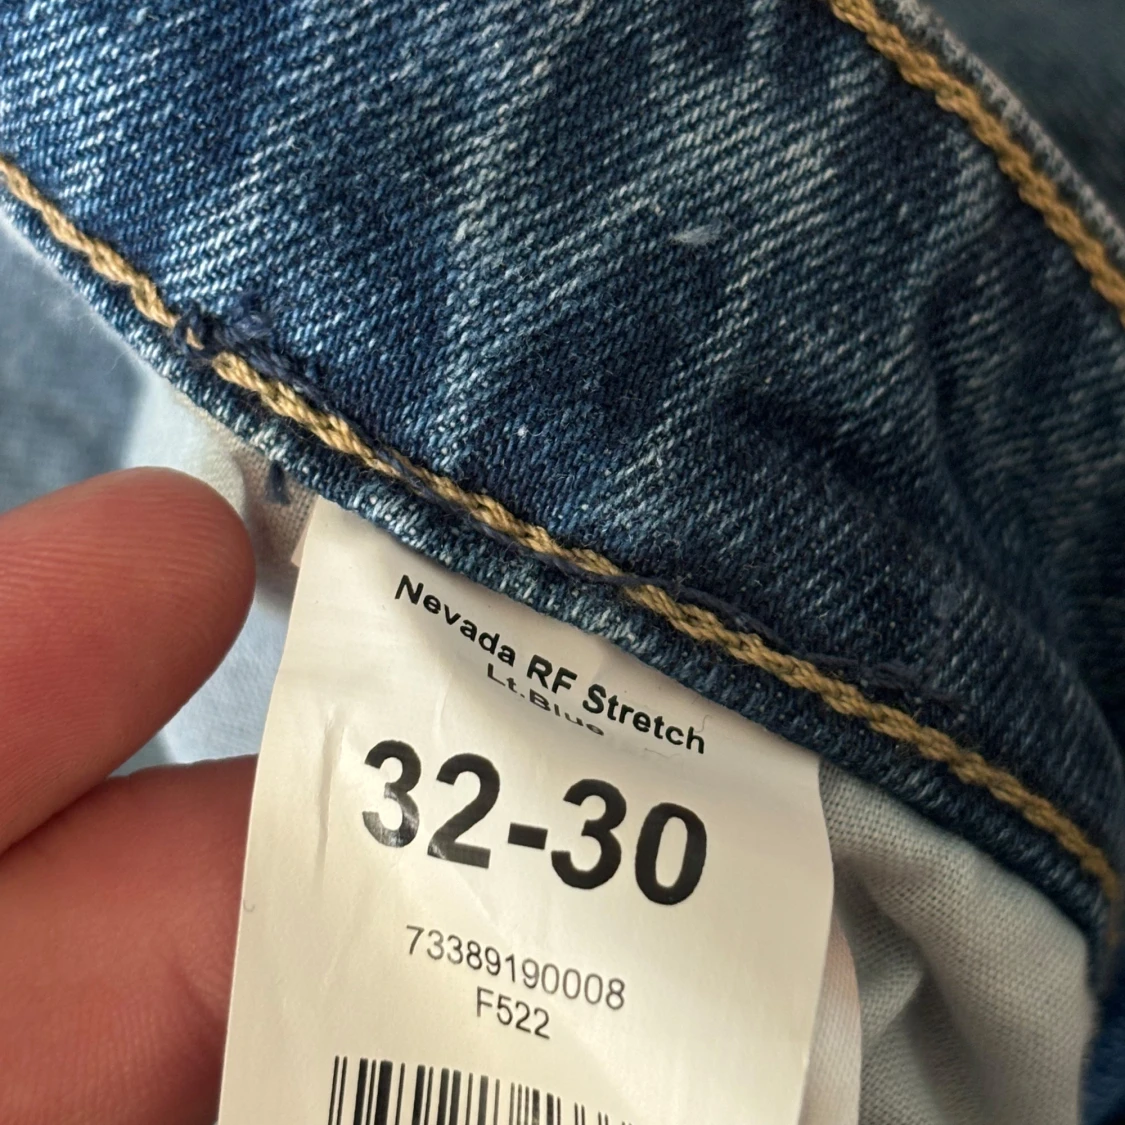 Nevada RF Stretch
Lt.Blue
32-30
73389190008
F522